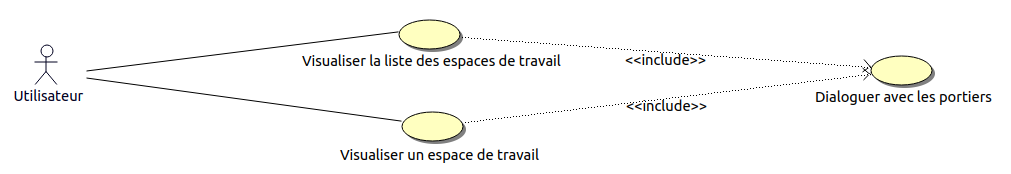 Visualiser la liste des espaces de travail
<<include>>
Utilisateur
Dialoguer avec les portiers
<<include>>
Visualiser un espace de travail